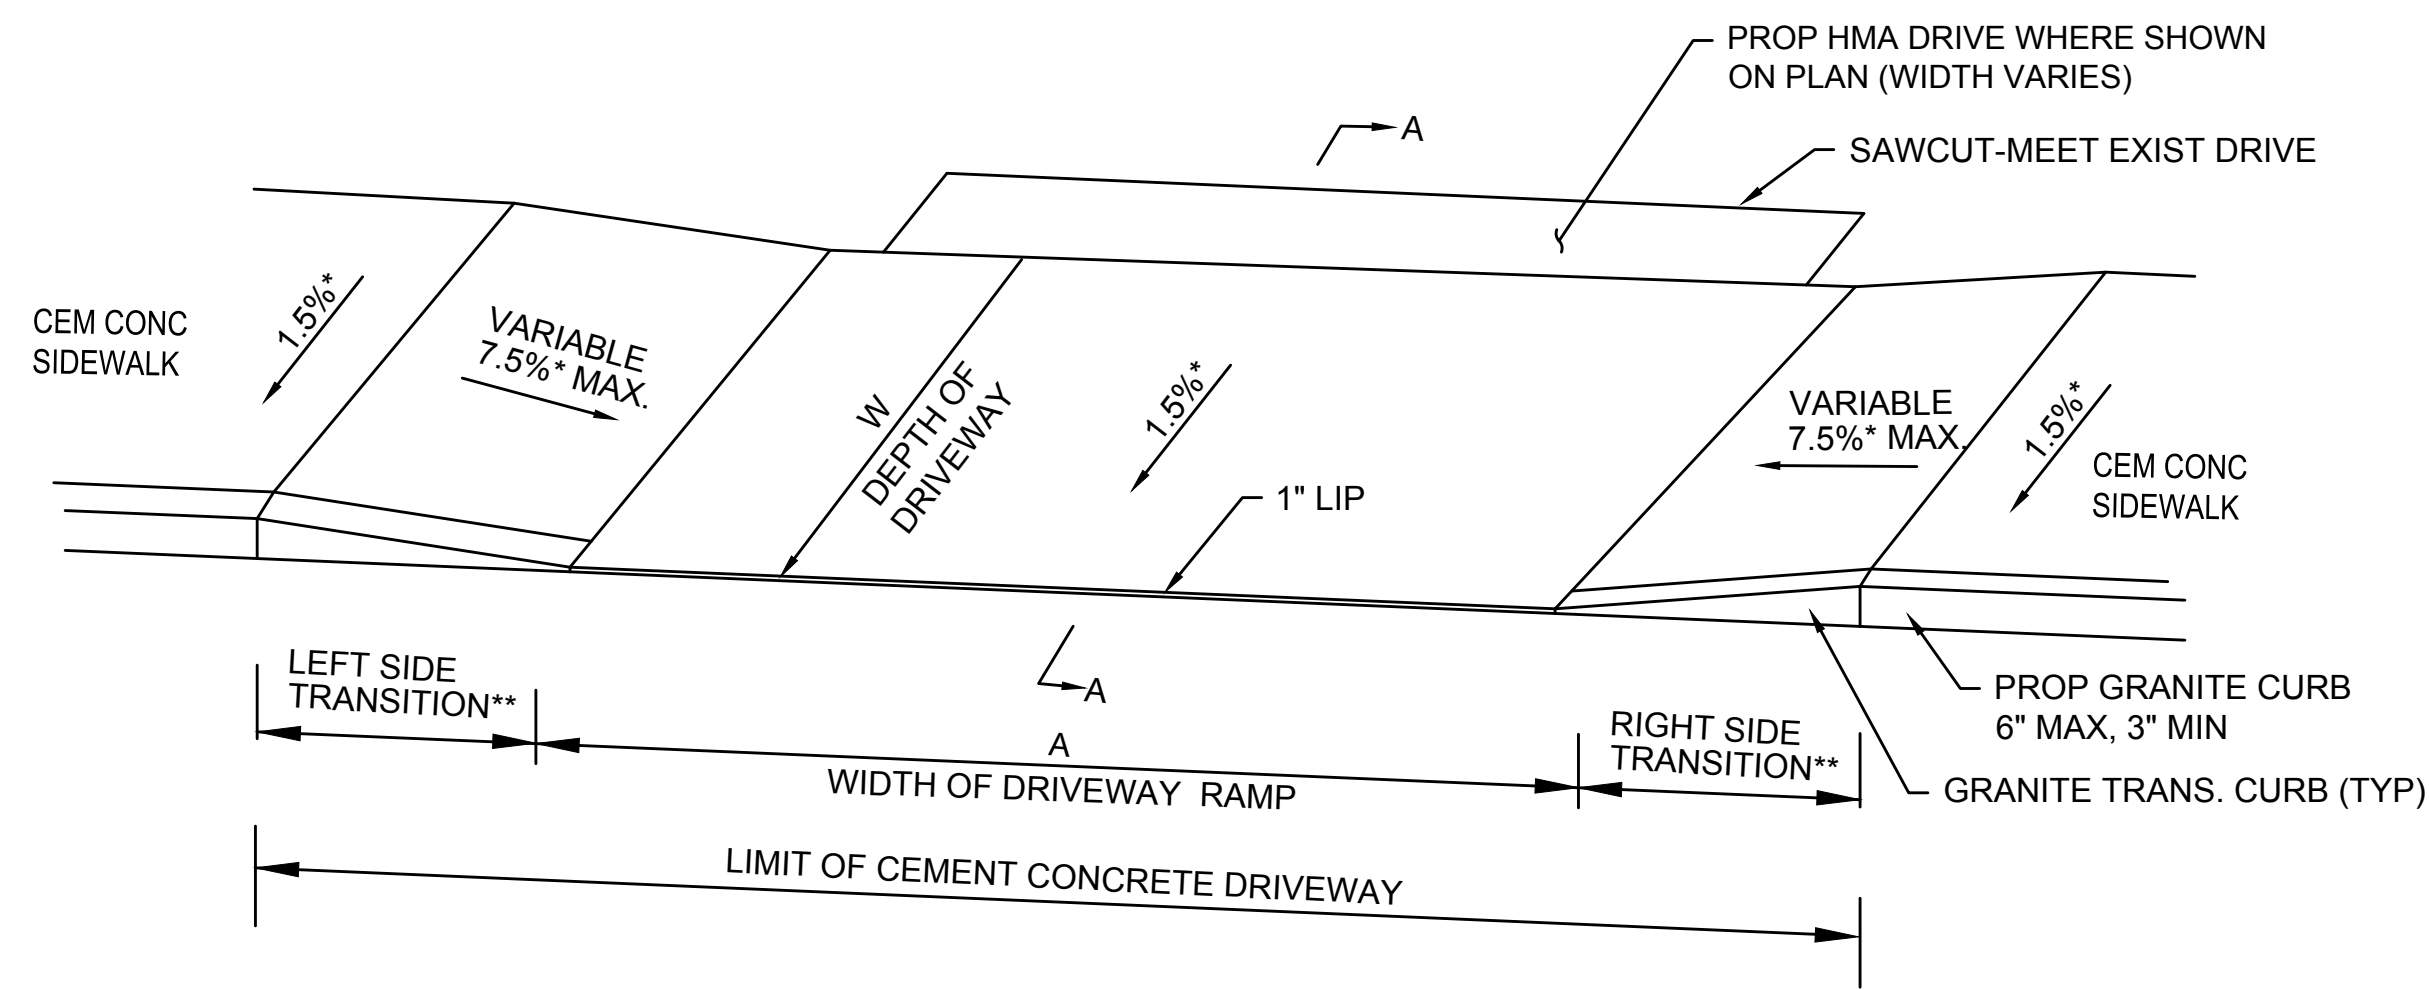 PROP HMA DRIVE WHERE SHOWN
ON PLAN (WIDTH VARIES)
A
SAWCUT-MEET EXIST DRIVE
CEM CONC
SIDEWALK
1.5%*
VARIABLE
7.5%* MAX.
W
DEPTH OF
DRIVEWAY
1.5%*
1" LIP
VARIABLE
7.5%* MAX.
1.5%*
CEM CONC
SIDEWALK
LEFT SIDE
TRANSITION**
A
A
WIDTH OF DRIVEWAY RAMP
RIGHT SIDE
TRANSITION**
PROP GRANITE CURB
6" MAX, 3" MIN
GRANITE TRANS. CURB (TYP)
LIMIT OF CEMENT CONCRETE DRIVEWAY